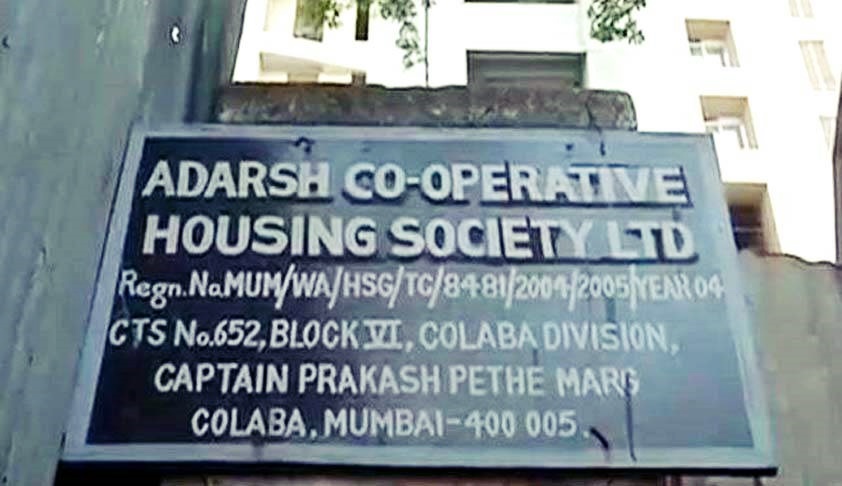 ADARSH CO-OPERATIVE
HOUSING SOCIETY LTD
Regn.No.MUM/WA/HSG/TC/8481/2004/2005/YEAR 04
CTS No.652, BLOCK VI, COLABA DIVISION,
CAPTAIN PRAKASH PETHE MARG
COLABA, MUMBAI-400 005.